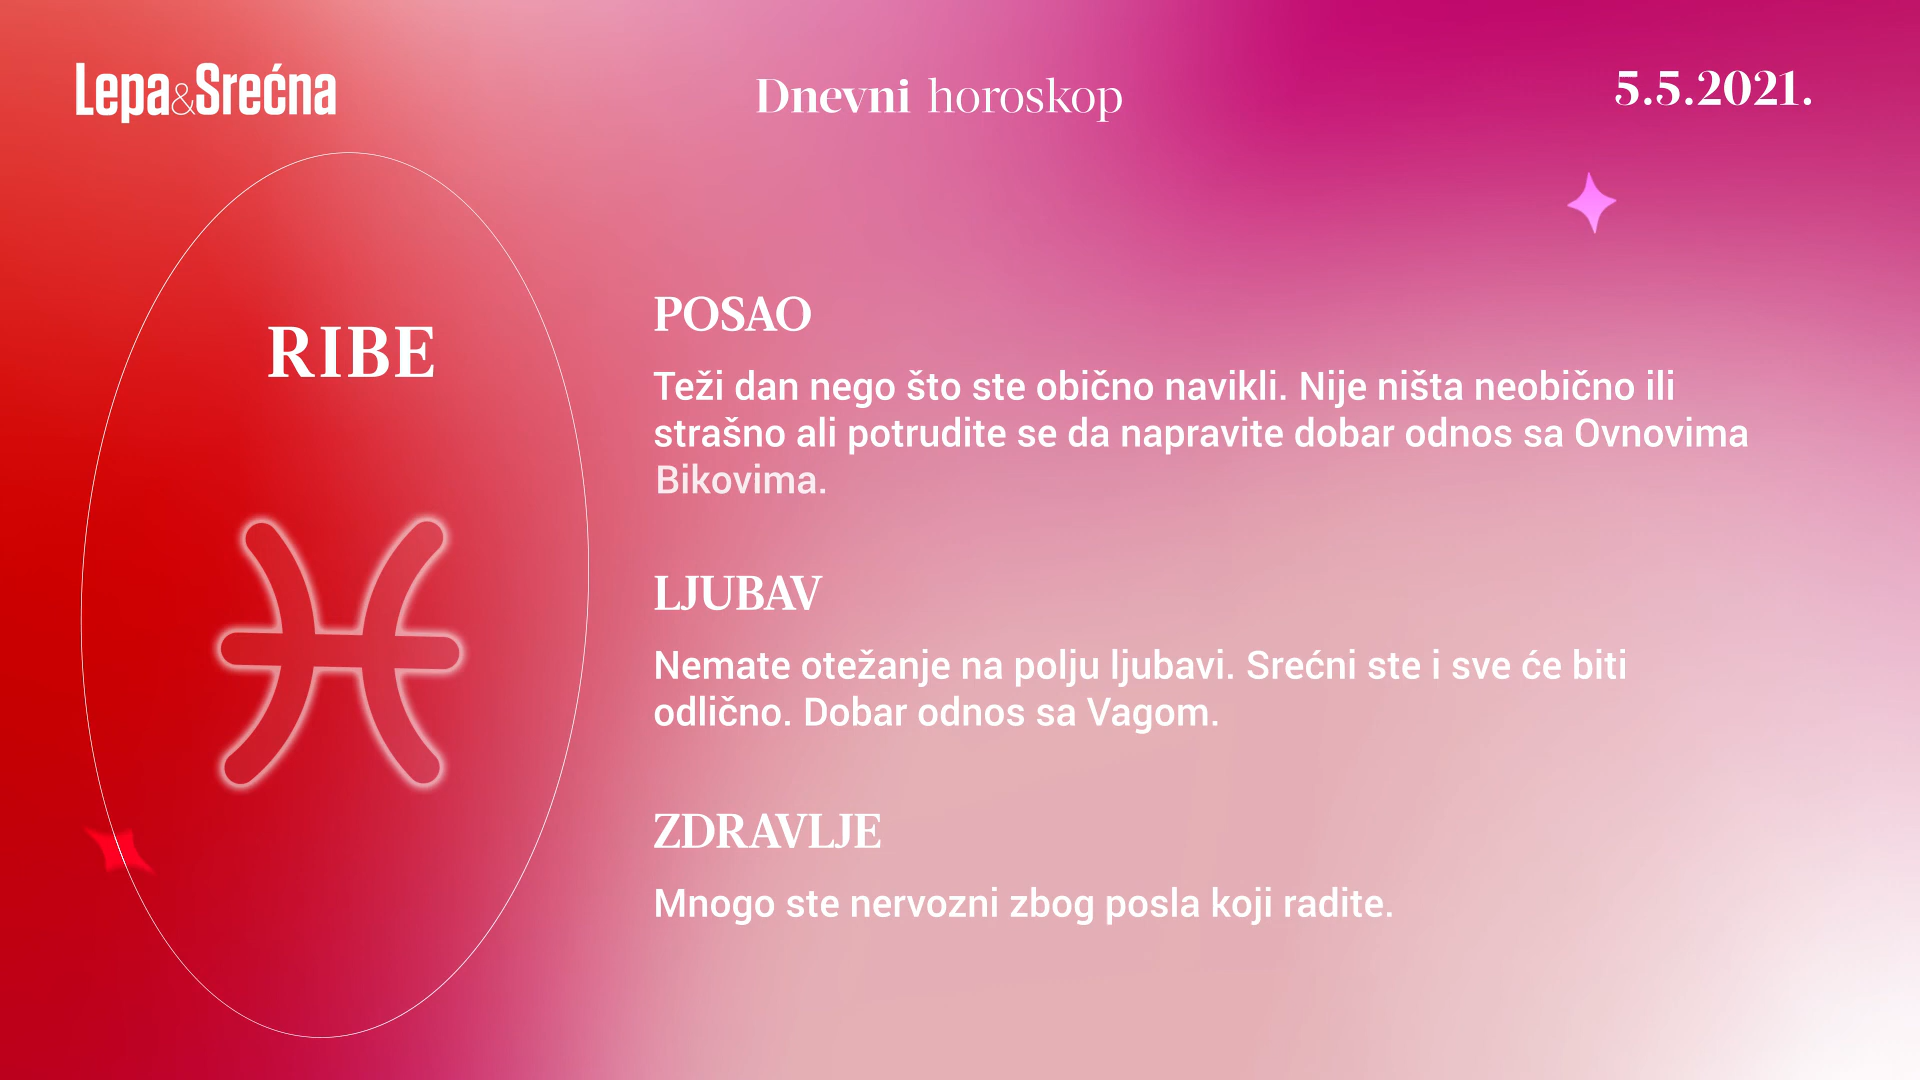 Lepa&Srećna
Dnevni horoskop
5.5.2021.
RIBE
POSAO
Teži dan nego što ste obično navikli. Nije ništa neobično ili
strašno ali potrudite se da napravite dobar odnos sa Ovnovima
Bikovima.
LJUBAV
Nemate otežanje na polju ljubavi. Srećni ste i sve će biti
odlično. Dobar odnos sa Vagom.
ZDRAVLJE
Mnogo ste nervozni zbog posla koji radite.